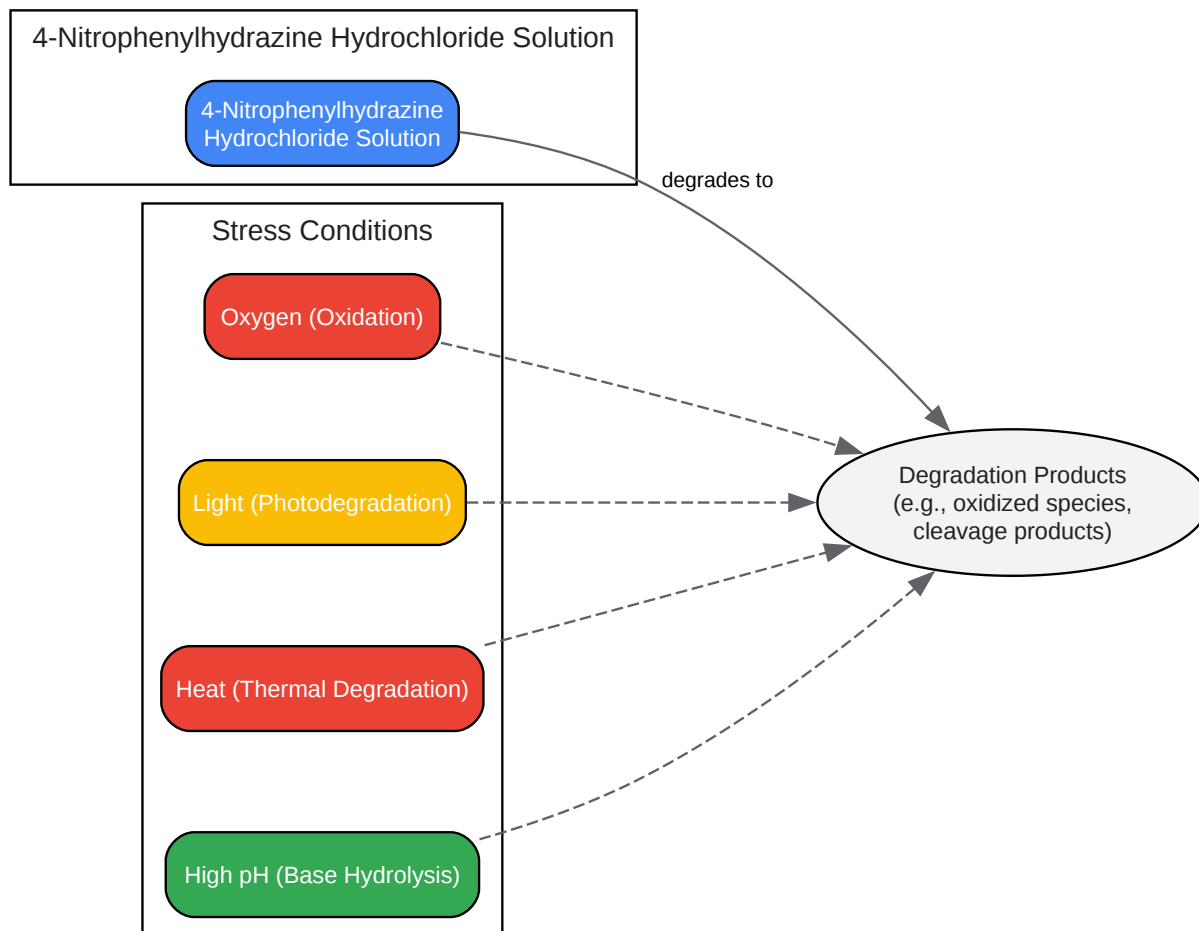 4-Nitrophenylhydrazine Hydrochloride Solution
4-Nitrophenylhydrazine
Hydrochloride Solution
degrades to
Stress Conditions
Oxygen (Oxidation)
Light (Photodegradation)
Heat (Thermal Degradation)
High pH (Base Hydrolysis)
Degradation Products
(e.g., oxidized species,
cleavage products)